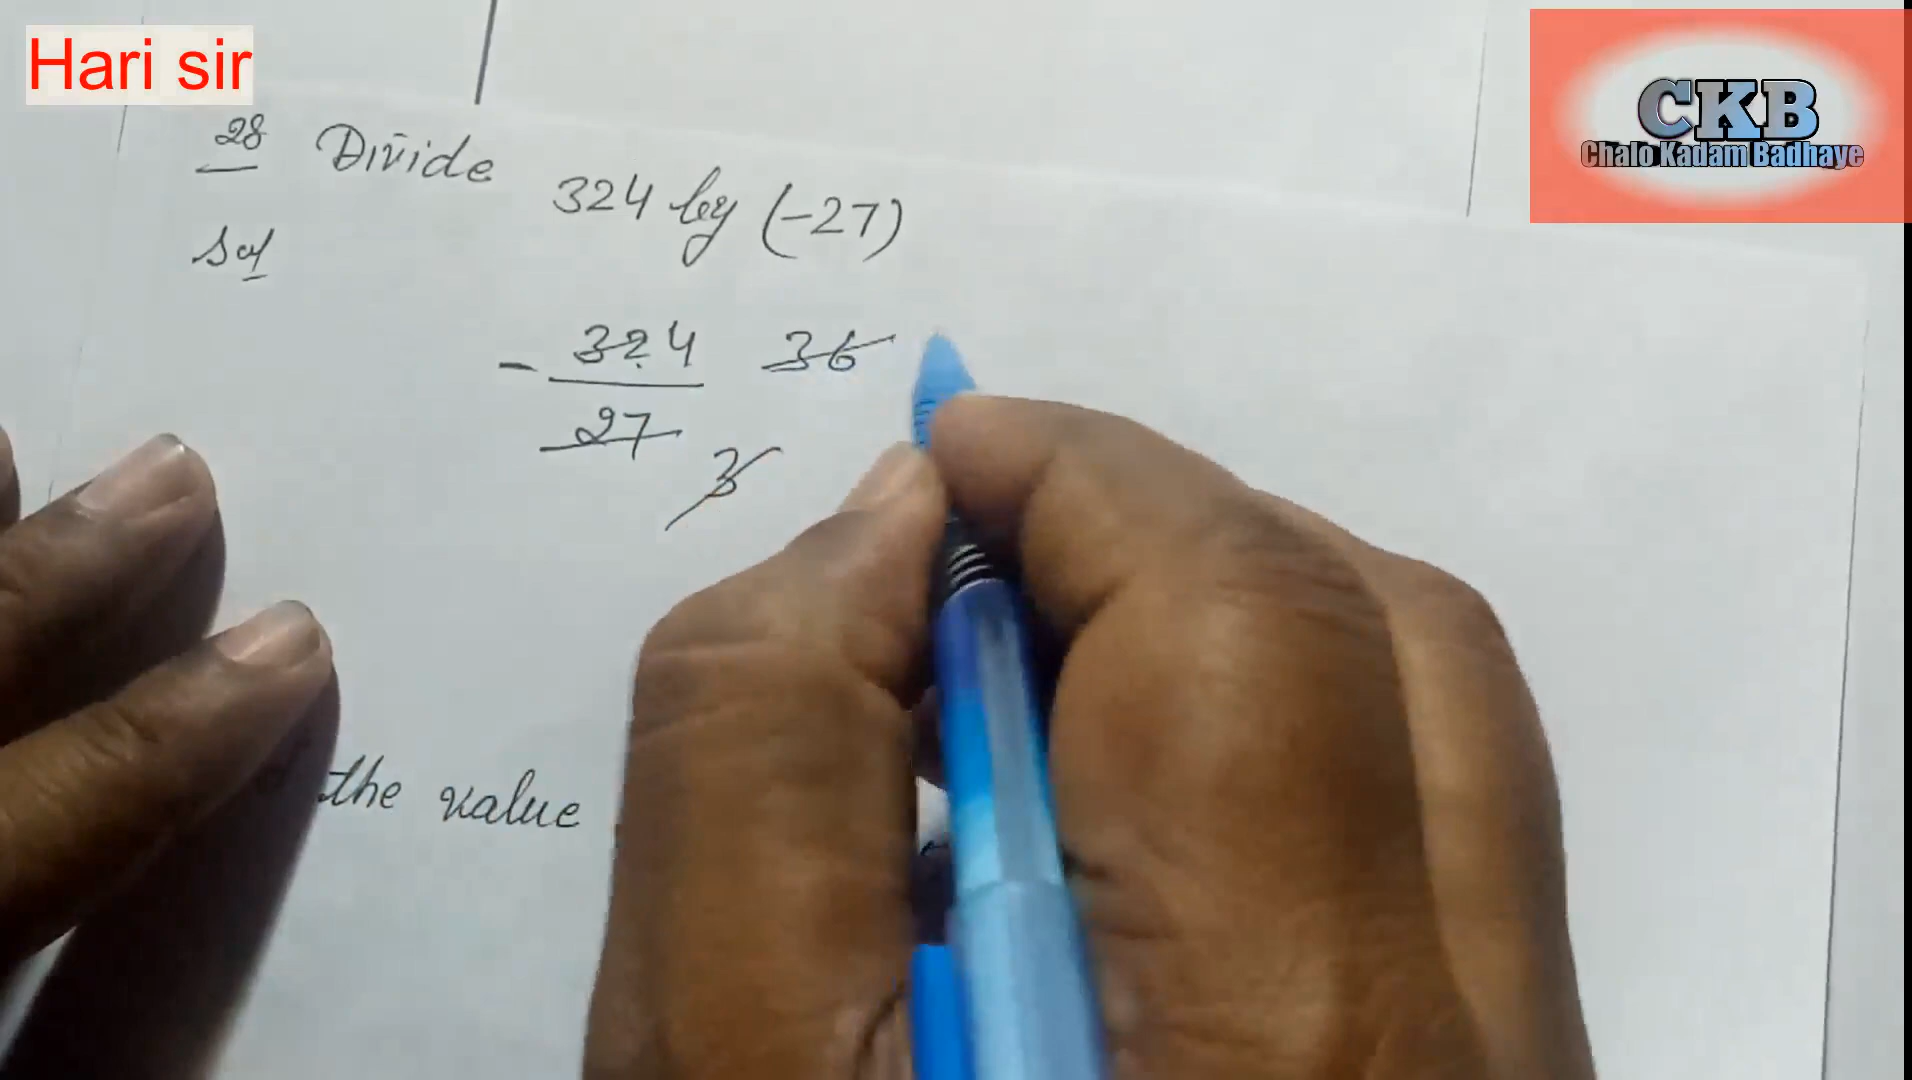 Hari sir
CKB
Chalo Kadam Badhaye
28 Divide 324 by (-27)
Sol
- 324 36
27 3
the value